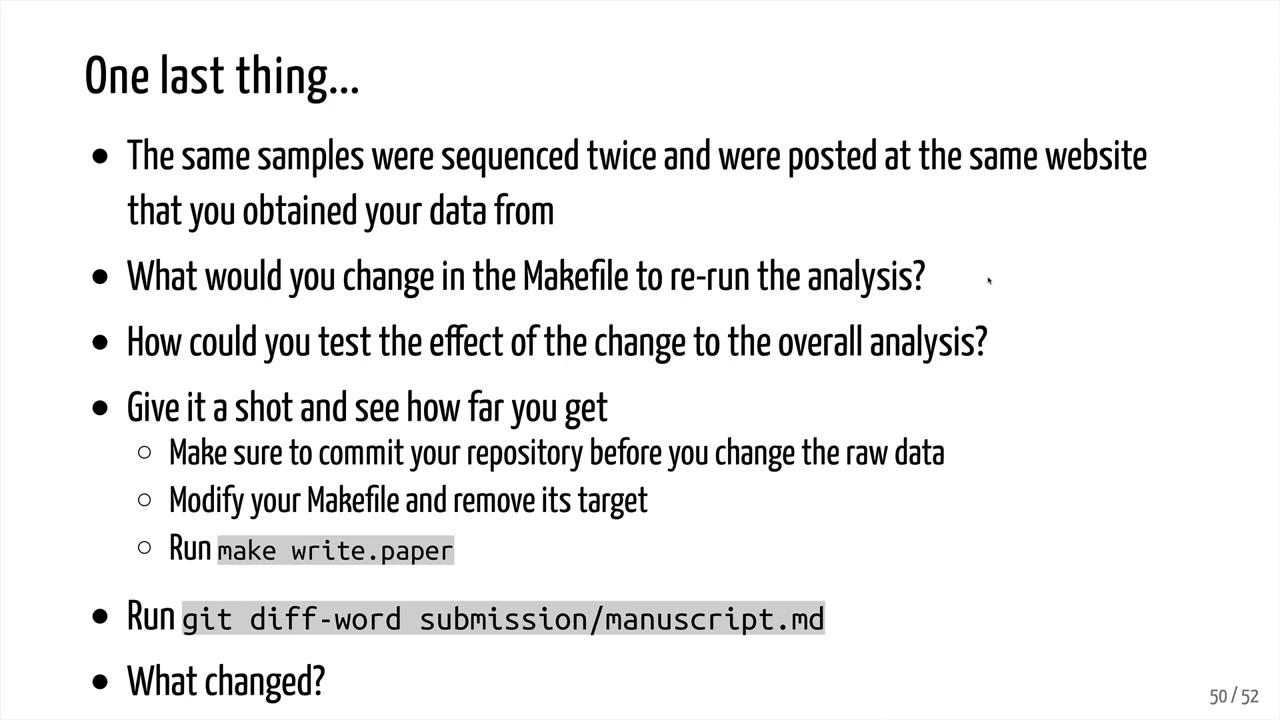 One last thing...
• The same samples were sequenced twice and were posted at the same website
that you obtained your data from
• What would you change in the Makefile to re-run the analysis?
• How could you test the effect of the change to the overall analysis?
• Give it a shot and see how far you get
○ Make sure to commit your repository before you change the raw data
○ Modify your Makefile and remove its target
○ Run make write.paper
• Run git diff-word submission/manuscript.md
• What changed?
50 / 52